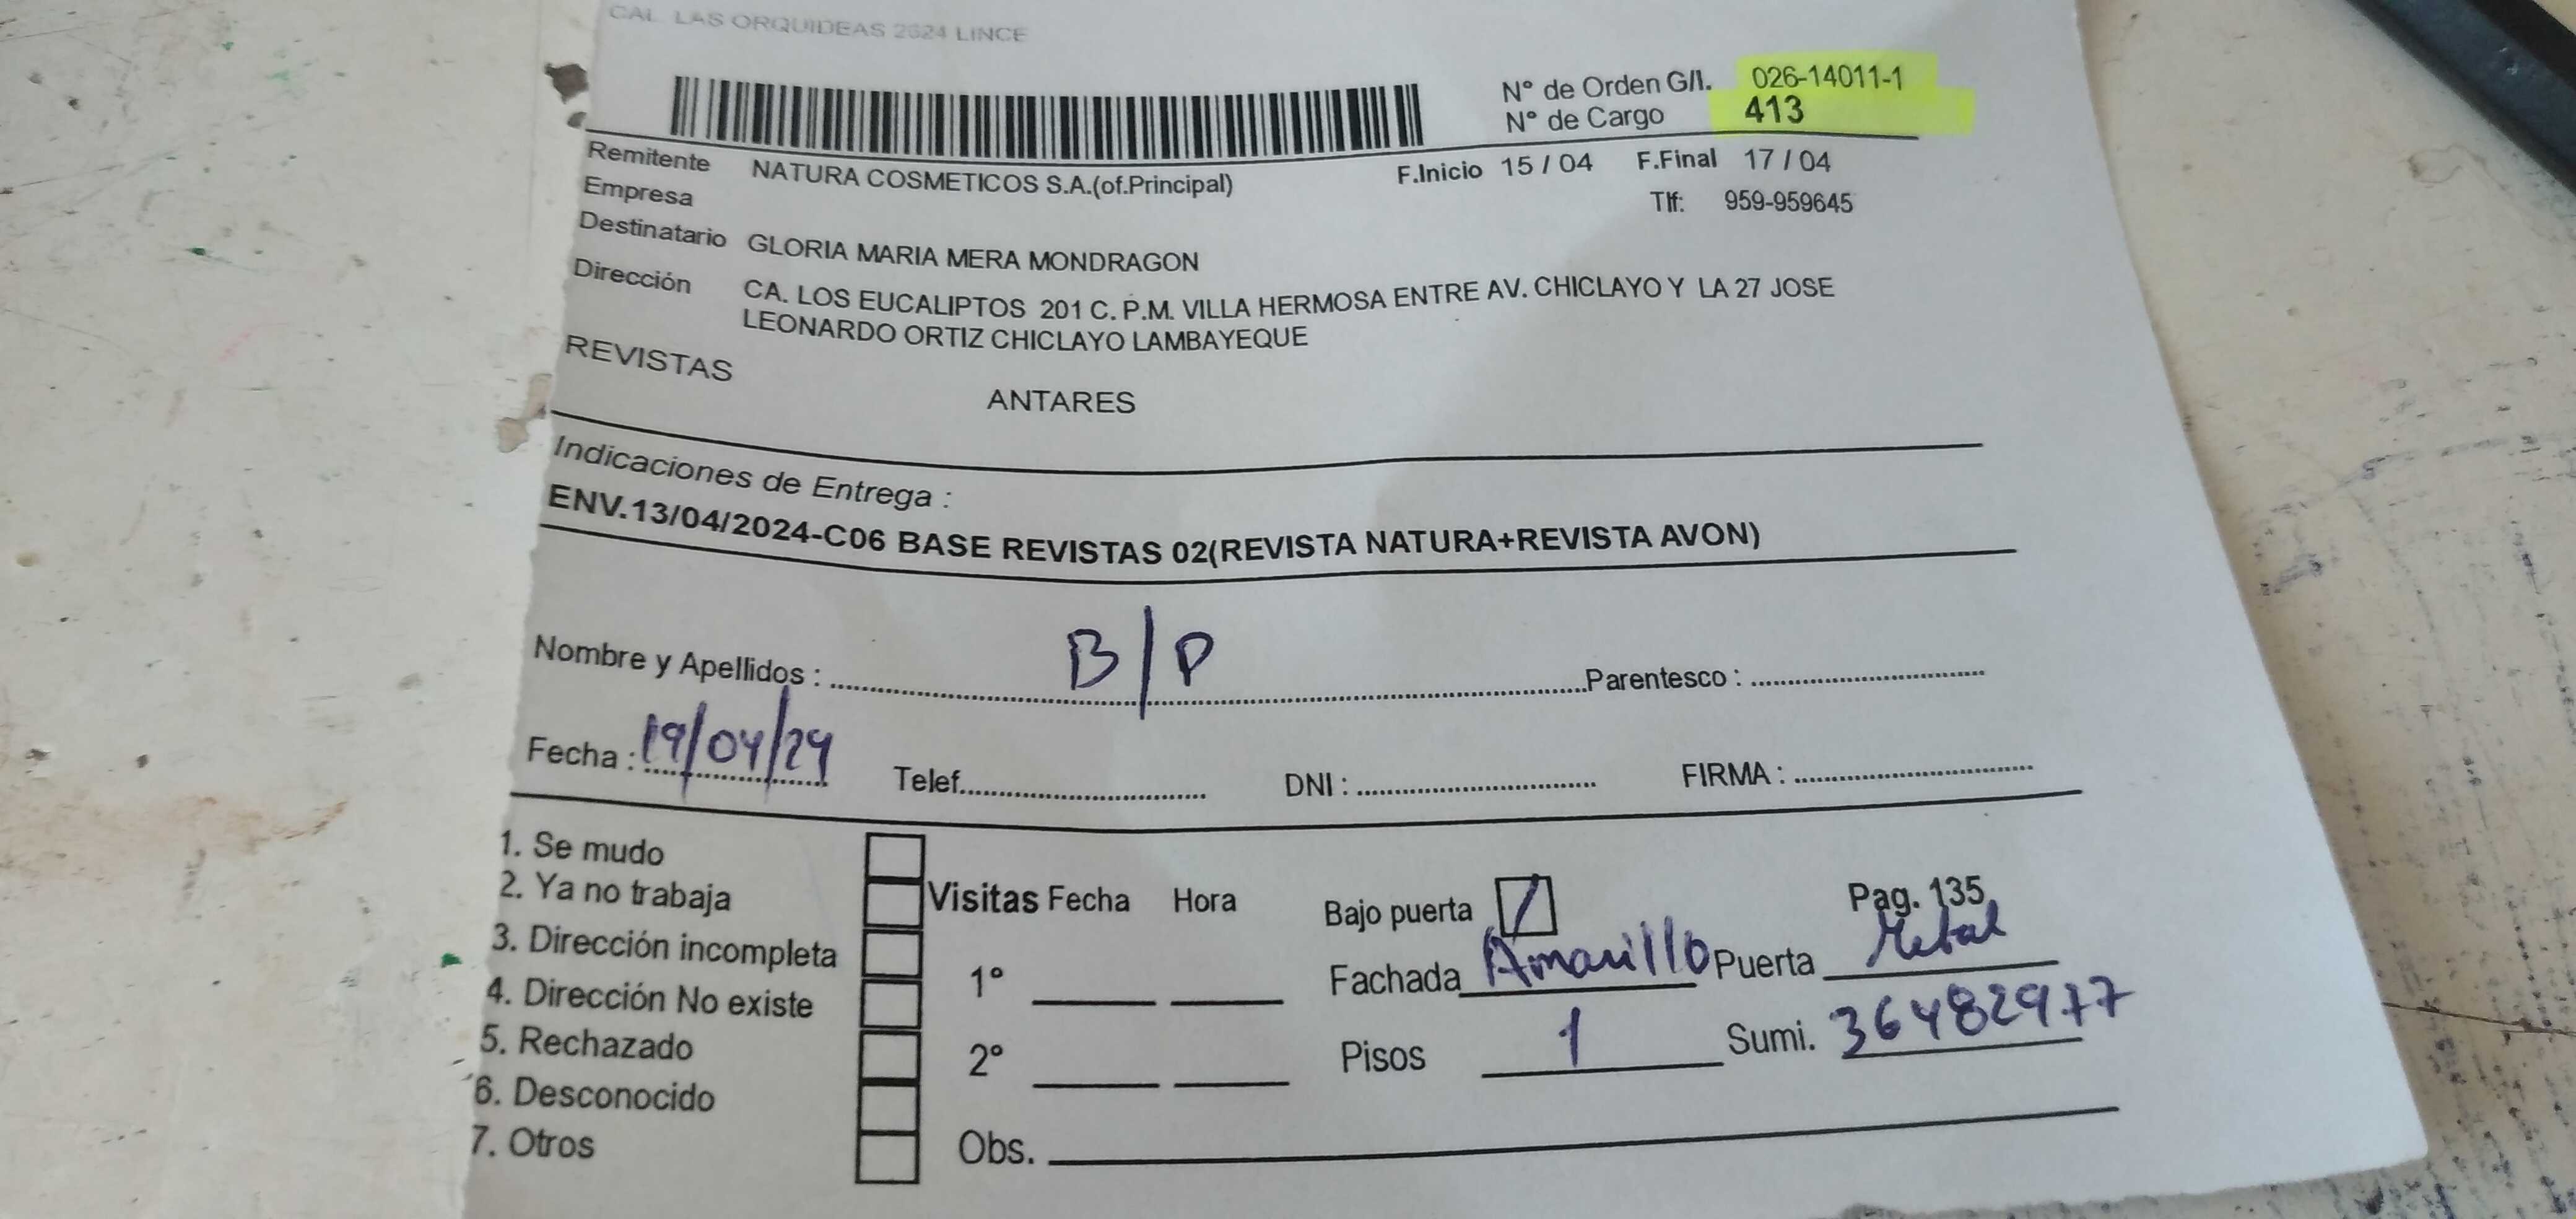 CAL. LAS ORQUIDEAS 2624 LINCE
N° de Orden G/I. 026-14011-1
N° de Cargo 413
Remitente NATURA COSMETICOS S.A.(of.Principal) F.Inicio 15 / 04 F.Final 17 / 04
Empresa Tlf: 959-959645
Destinatario GLORIA MARIA MERA MONDRAGON
Dirección CA. LOS EUCALIPTOS 201 C. P.M. VILLA HERMOSA ENTRE AV. CHICLAYO Y LA 27 JOSE
LEONARDO ORTIZ CHICLAYO LAMBAYEQUE
REVISTAS
ANTARES
Indicaciones de Entrega :
ENV.13/04/2024-C06 BASE REVISTAS 02(REVISTA NATURA+REVISTA AVON)
Nombre y Apellidos : B/P Parentesco :
Fecha : 19/04/24 Telef. DNI : FIRMA :
1. Se mudo
2. Ya no trabaja Visitas Fecha Hora Bajo puerta / Pag. 135
3. Dirección incompleta 1° Fachada Amarillo Puerta Metal
4. Dirección No existe
5. Rechazado 2° Pisos 1 Sumi. 36482977
6. Desconocido
7. Otros Obs.